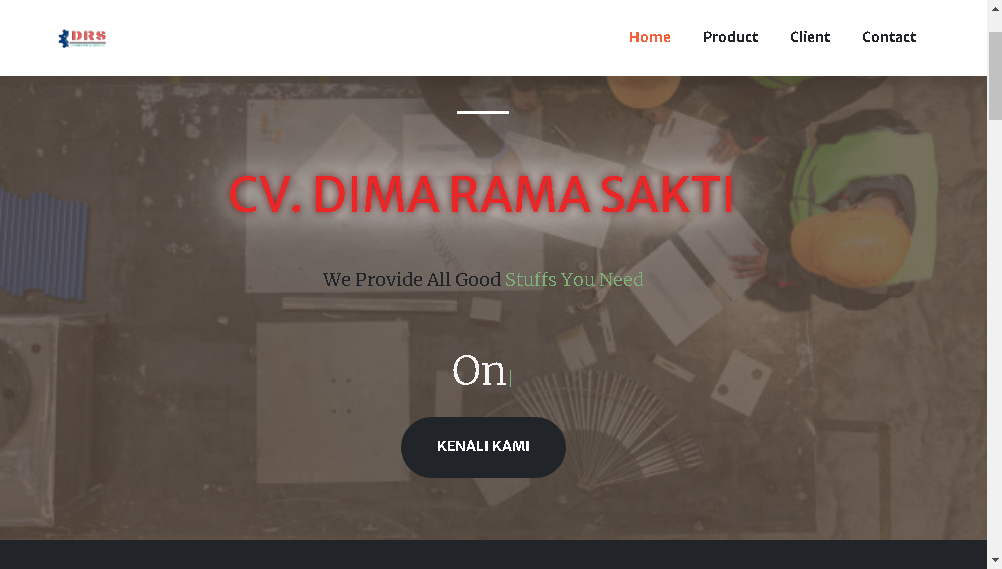 DRS
Home Product Client Contact
CV. DIMA RAMA SAKTI
We Provide All Good Stuffs You Need
On
KENALI KAMI